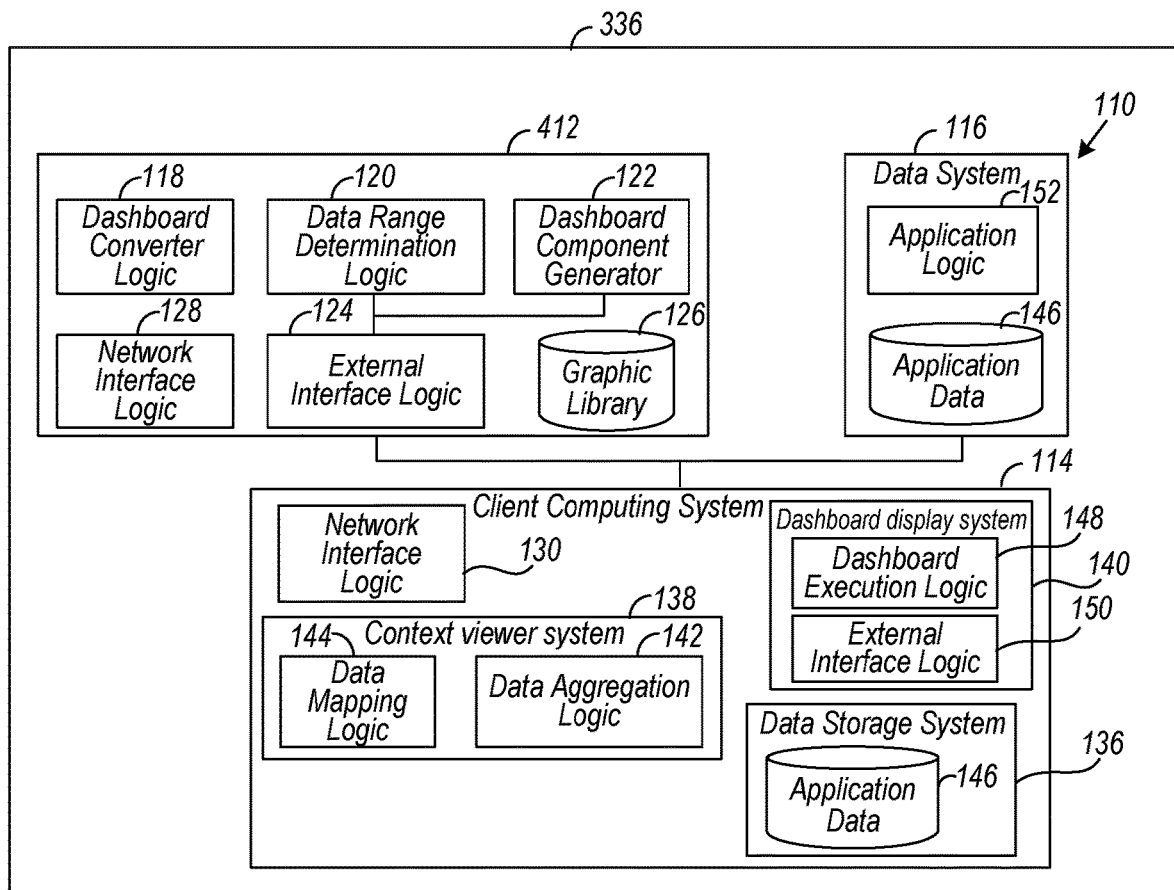 336
110
412
116
118
120
122
Dashboard
Converter
Logic
Data Range
Determination
Logic
Dashboard
Component
Generator
Data System
152
Application
Logic
128
124
126
146
Network
Interface
Logic
External
Interface Logic
Graphic
Library
Application
Data
114
Client Computing System
Network
Interface
Logic
130
Dashboard display system
148
Dashboard
Execution Logic
140
External
Interface Logic
150
138
Context viewer system
144
142
Data
Mapping
Logic
Data Aggregation
Logic
Data Storage System
136
Application
Data
146